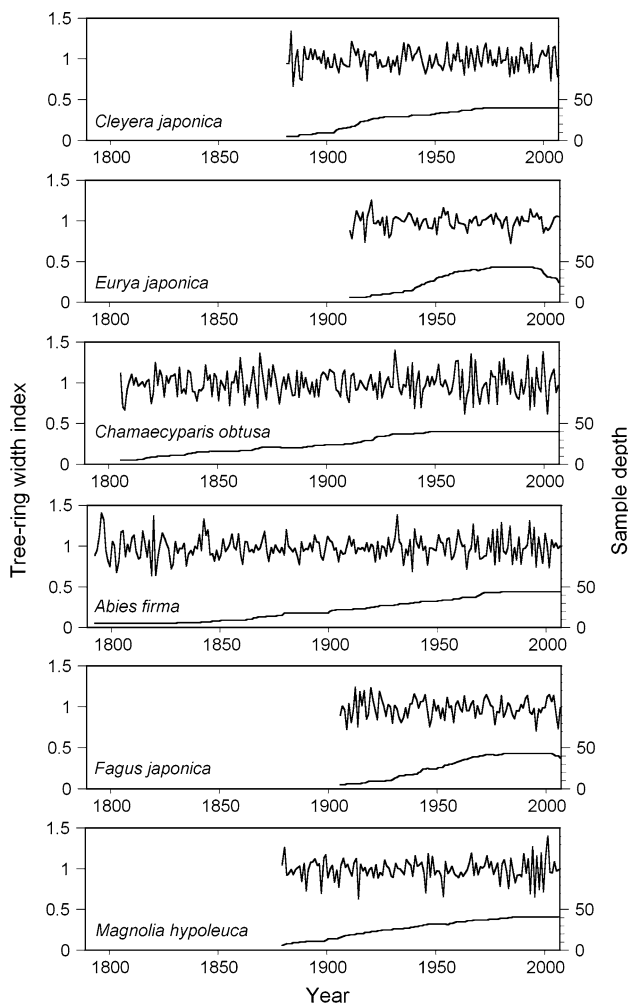 1.5
1
0.5
0
50
0
Cleyera japonica
1800 1850 1900 1950 2000
1.5
1
0.5
0
50
0
Eurya japonica
1800 1850 1900 1950 2000
1.5
1
0.5
0
50
0
Chamaecyparis obtusa
1800 1850 1900 1950 2000
1.5
1
0.5
0
50
0
Abies firma
1800 1850 1900 1950 2000
1.5
1
0.5
0
50
0
Fagus japonica
1800 1850 1900 1950 2000
1.5
1
0.5
0
50
0
Magnolia hypoleuca
1800 1850 1900 1950 2000
Tree-ring width index
Sample depth
Year